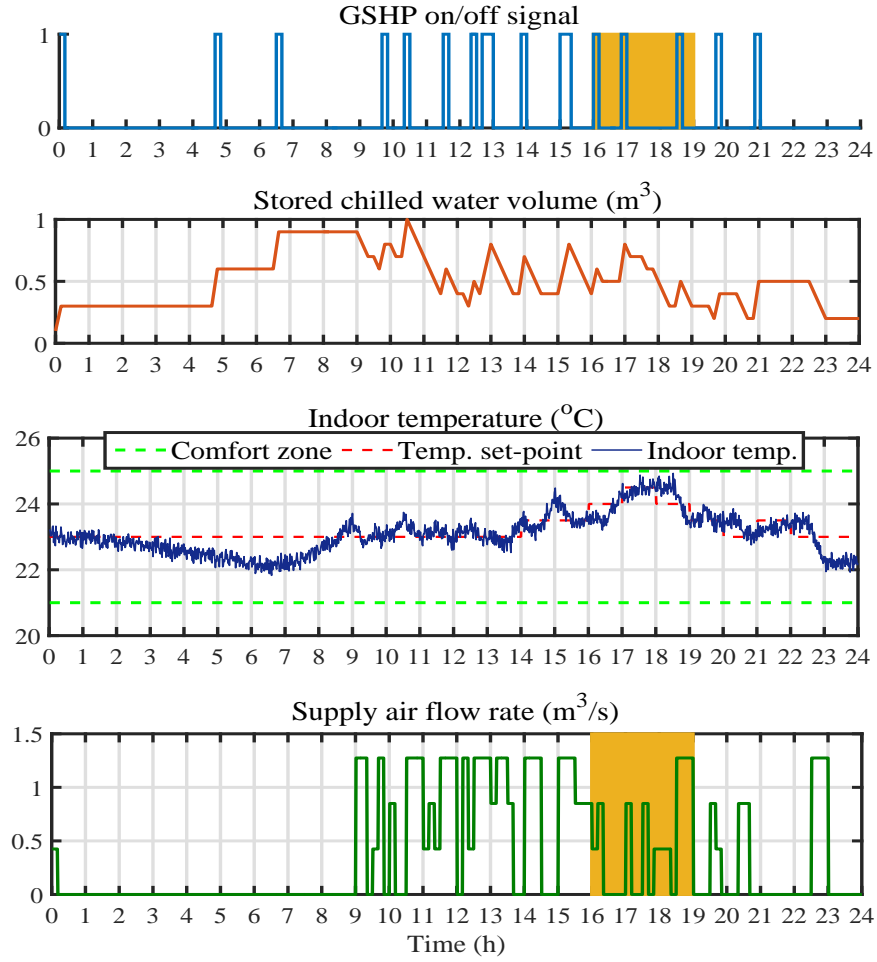 GSHP on/off signal
1
0
0 1 2 3 4 5 6 7 8 9 10 11 12 13 14 15 16 17 18 19 20 21 22 23 24
Stored chilled water volume (m³)
1
0.5
0
0 1 2 3 4 5 6 7 8 9 10 11 12 13 14 15 16 17 18 19 20 21 22 23 24
Indoor temperature (°C)
26
Comfort zone Temp. set-point Indoor temp.
24
22
20
0 1 2 3 4 5 6 7 8 9 10 11 12 13 14 15 16 17 18 19 20 21 22 23 24
Supply air flow rate (m³/s)
1.5
1
0.5
0
0 1 2 3 4 5 6 7 8 9 10 11 12 13 14 15 16 17 18 19 20 21 22 23 24
Time (h)